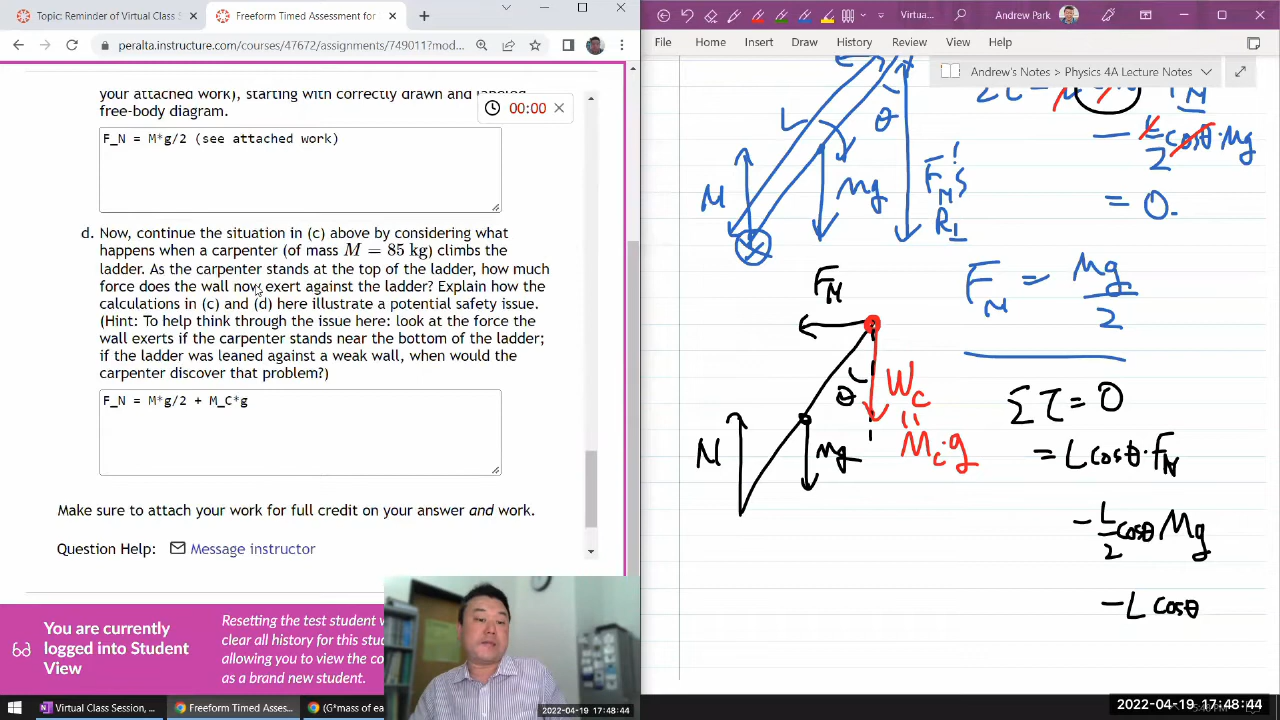 Topic Reminder of Virtual Class S
Freeform Timed Assessment for
peralta.instructure.com/courses/47672/assignments/749011?mod...
your attached work), starting with correctly drawn and labeled
free-body diagram.
00:00
F_N = M*g/2 (see attached work)
d. Now, continue the situation in (c) above by considering what
happens when a carpenter (of mass M = 85 kg) climbs the
ladder. As the carpenter stands at the top of the ladder, how much
force does the wall now exert against the ladder? Explain how the
calculations in (c) and (d) here illustrate a potential safety issue.
(Hint: To help think through the issue here: look at the force the
wall exerts if the carpenter stands near the bottom of the ladder;
if the ladder was leaned against a weak wall, when would the
carpenter discover that problem?)
F_N = M*g/2 + M_C*g
Make sure to attach your work for full credit on your answer and work.
Question Help: Message instructor
You are currently
logged into Student
View
Resetting the test student
clear all history for this stu
allowing you to view the co
as a brand new student.
2022-04-19 17:48:44
Virtual Class Session,
Freeform Timed Asses...
(G*mass of ea
Virtua...
Andrew Park
File
Home
Insert
Draw
History
Review
View
Help
Andrew's Notes > Physics 4A Lecture Notes
L
θ
N
Mg
F_N's
R⊥
- L/2 cosθ·Mg
= 0.
F_N = Mg/2
F_N
θ
W_c
=
M_c·g
N
Mg
Στ = 0
= L cosθ·F_N
- L/2 cosθ Mg
- L cosθ
2022-04-19 17:48:44